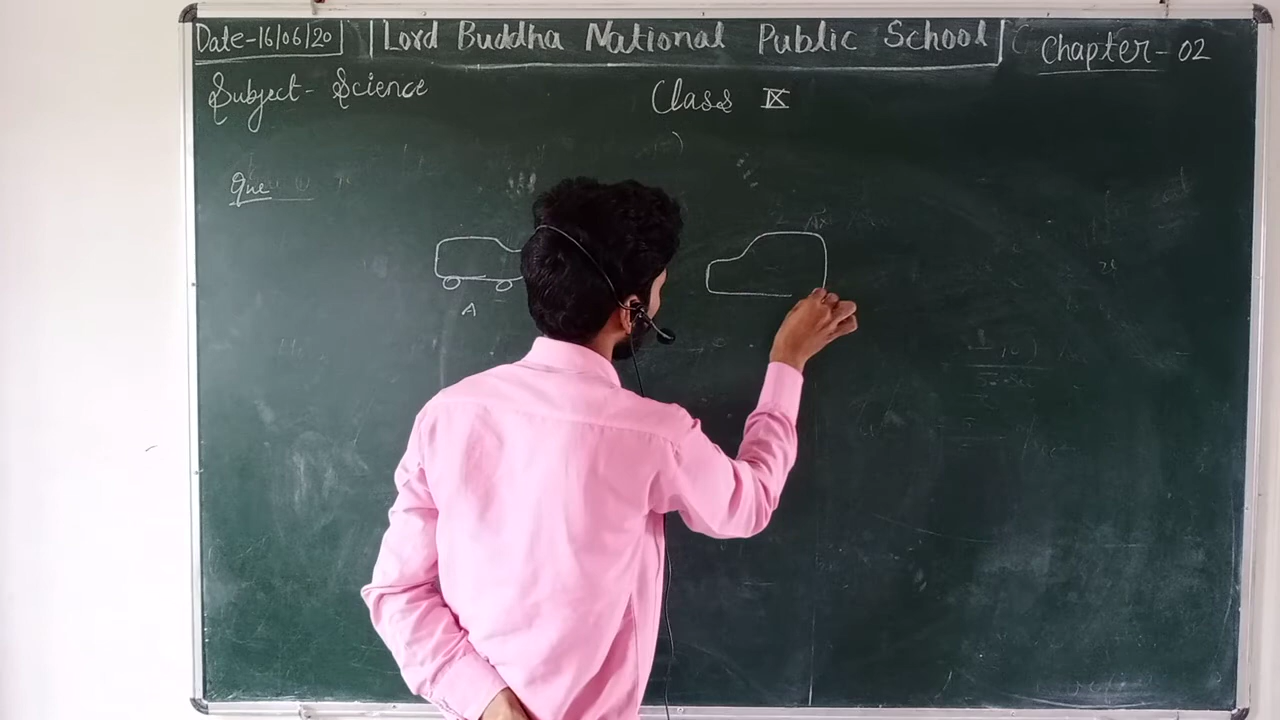 Date-16/06/20 Lord Buddha National Public School Chapter-02
Subject- Science Class IX
Que
A